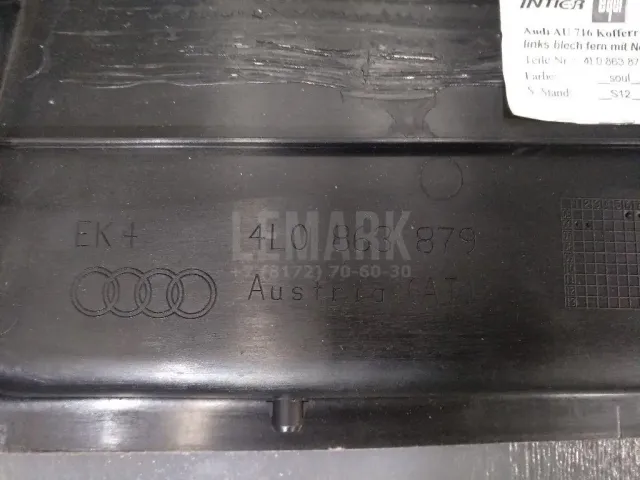 INTIER
Audi AU 716 Kofferr
links blech fern mit N
Teile Nr.: 4L0 863 87
Farbe: soul
N-Stand: S12
LEMARK
+7 (8172) 70-60-30
EK4 4L0 863 879
Austria